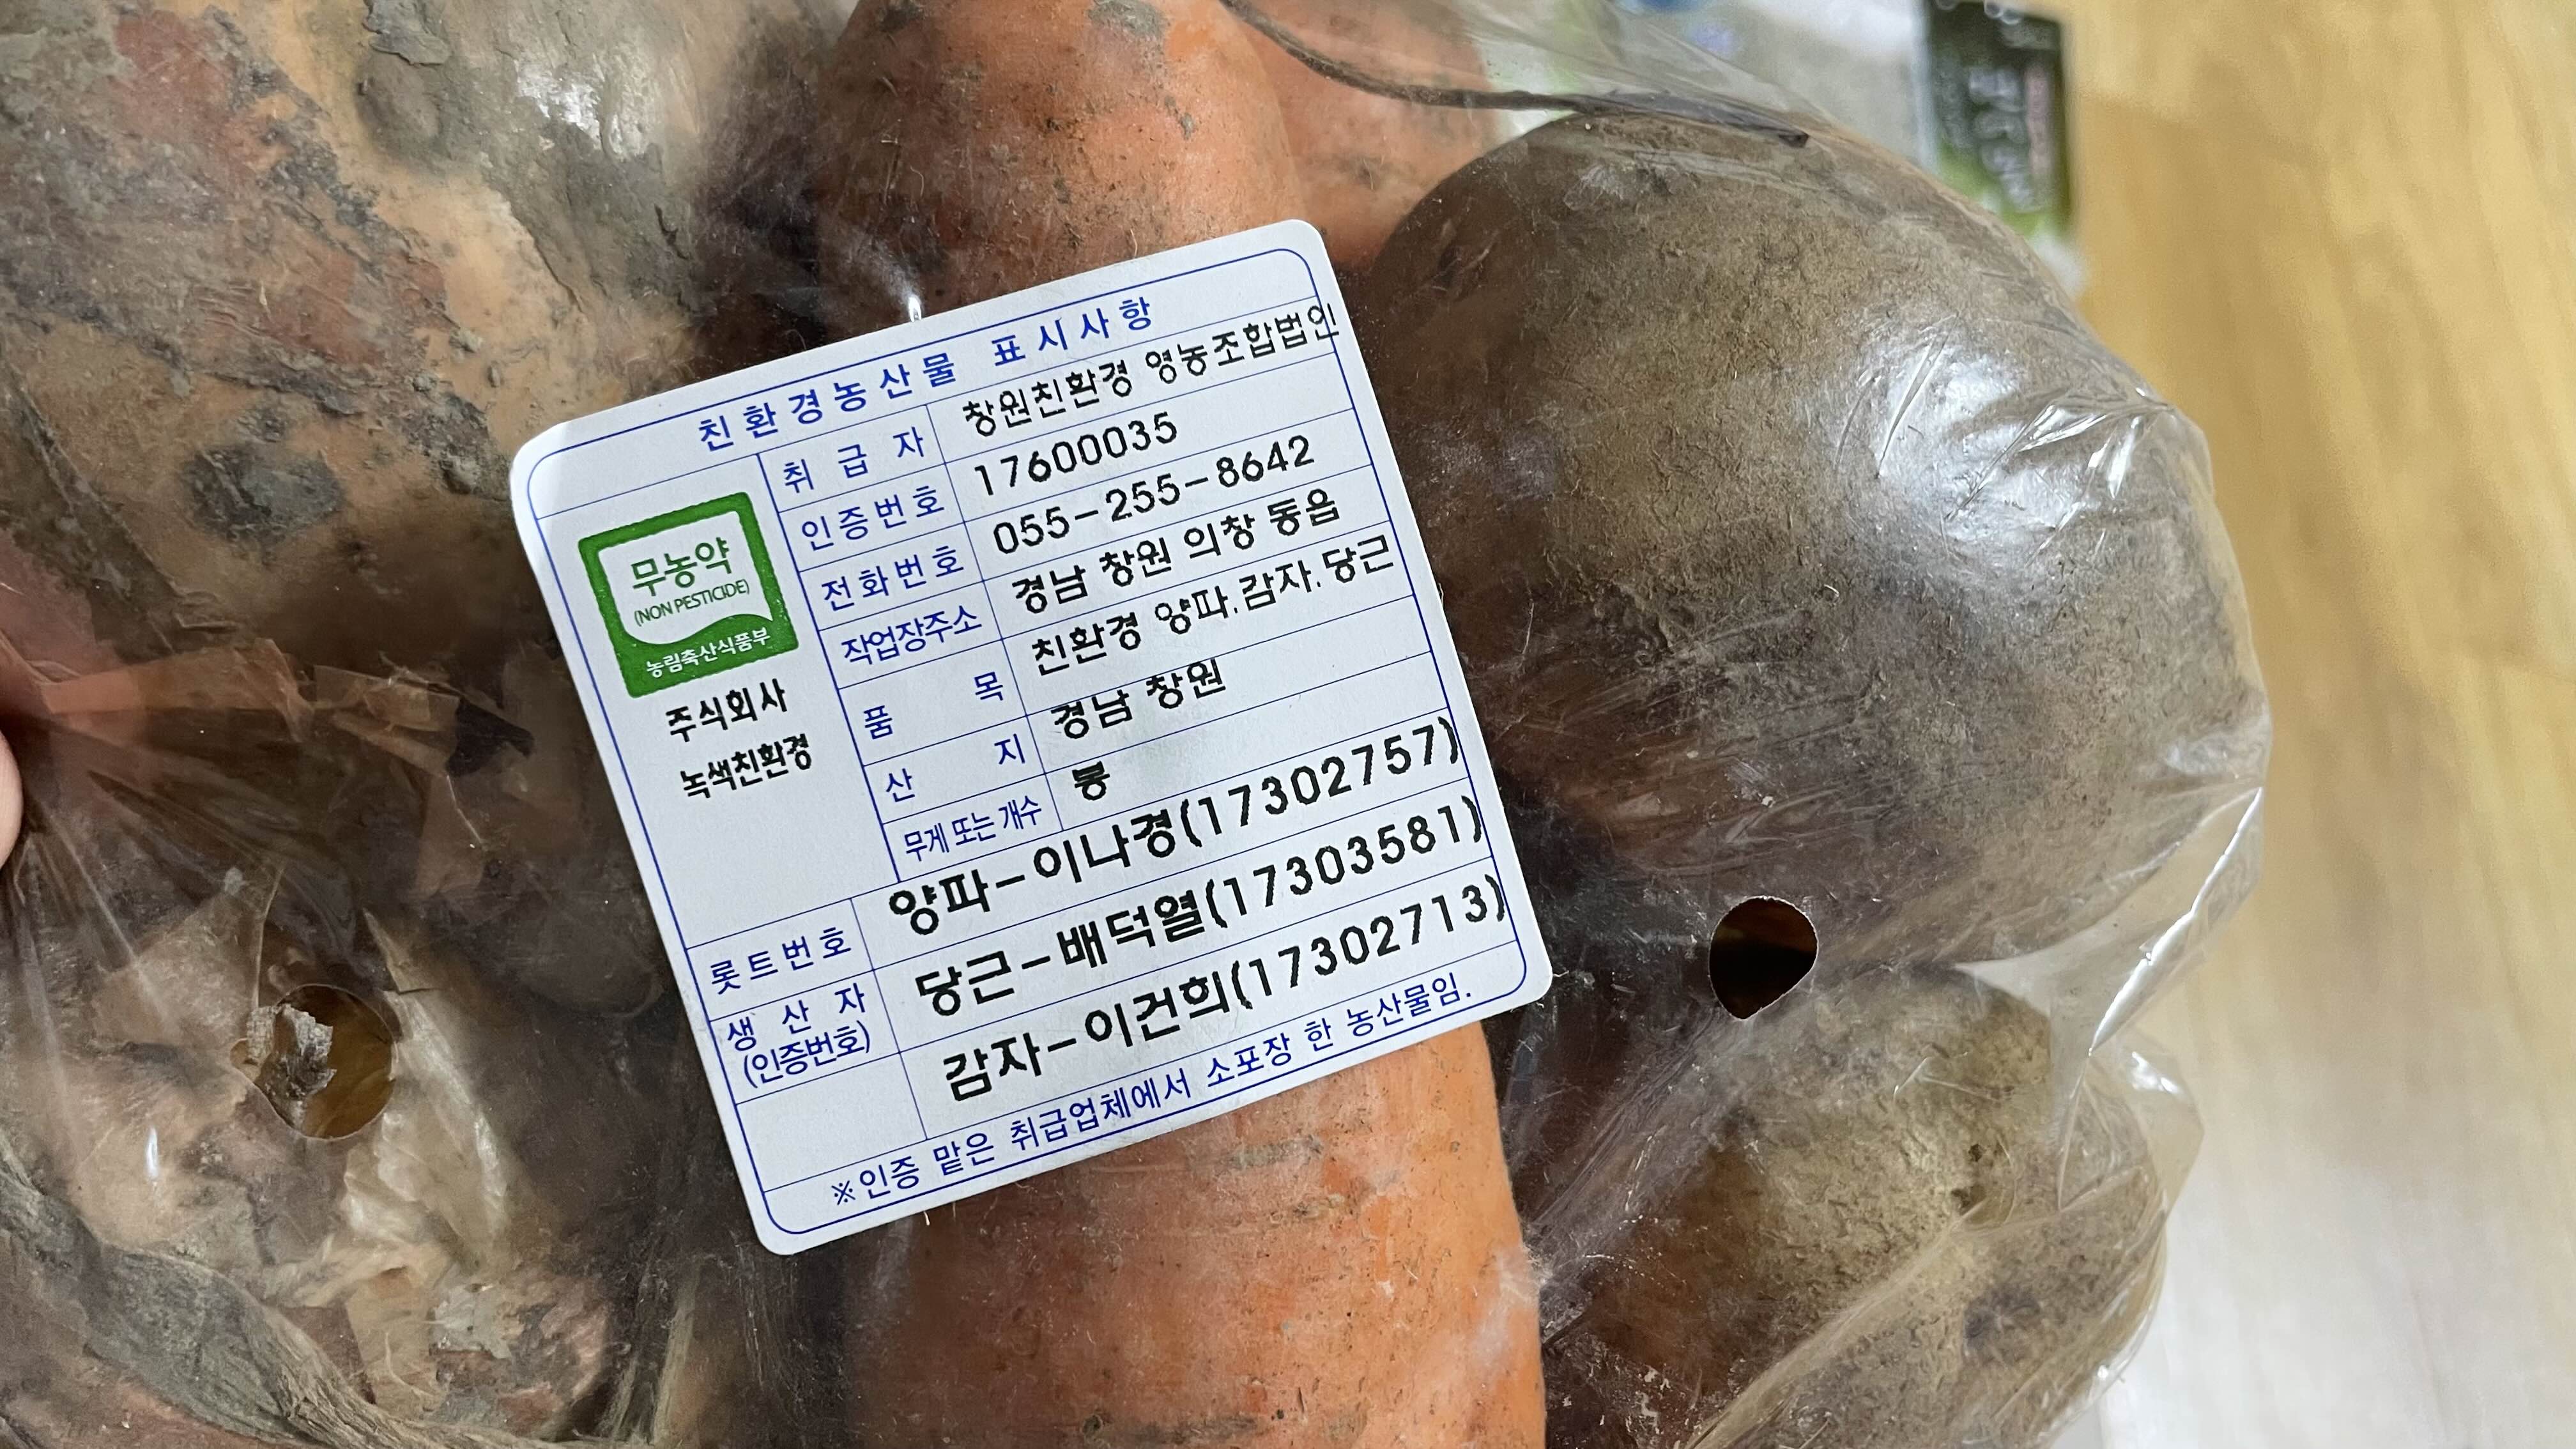 친환경농산물 표시사항
취급자 창원친환경 영농조합법인
인증번호 17600035
전화번호 055-255-8642
작업장주소 경남 창원 의창 동읍
품목 친환경 양파.감자.당근
산지 경남 창원
무게 또는 개수 봉
무농약
(NON PESTICIDE)
농림축산식품부
주식회사
녹색친환경
롯트번호 양파-이나경(17302757)
생산자 당근-배덕열(17303581)
(인증번호)
감자-이건희(17302713)
※인증 맡은 취급업체에서 소포장 한 농산물임.